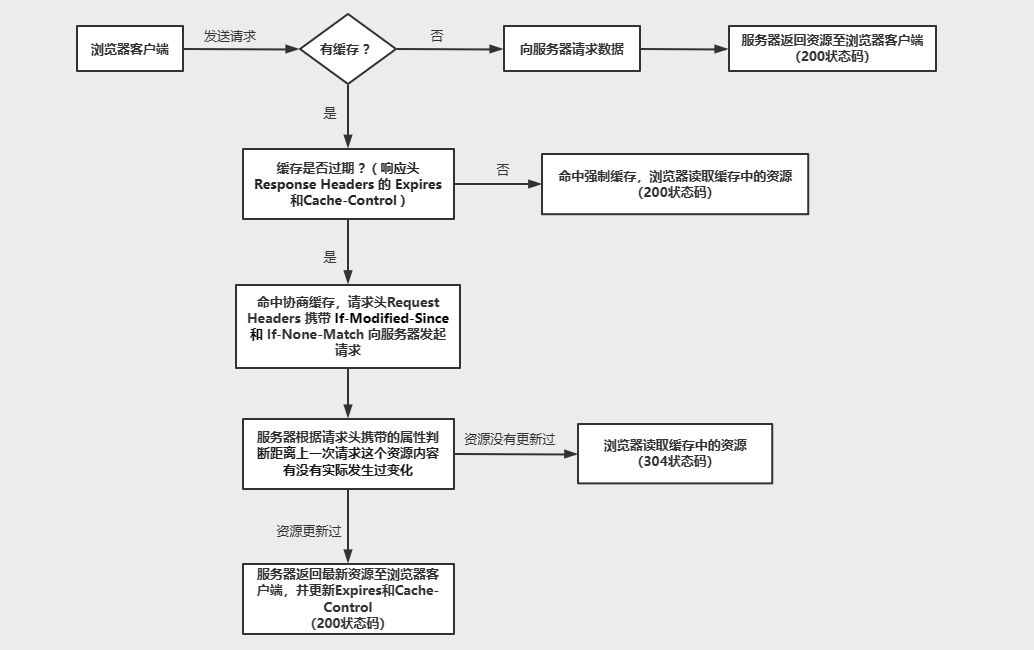 浏览器客户端
发送请求
有缓存？
否
向服务器请求数据
服务器返回资源至浏览器客户端
（200状态码）
是
缓存是否过期？（响应头
Response Headers 的 Expires
和Cache-Control ）
否
命中强制缓存，浏览器读取缓存中的资源
（200状态码）
是
命中协商缓存，请求头Request
Headers 携带 If-Modified-Since
和 If-None-Match 向服务器发起
请求
服务器根据请求头携带的属性判
断距离上一次请求这个资源内容
有没有实际发生过变化
资源没有更新过
浏览器读取缓存中的资源
（304状态码）
资源更新过
服务器返回最新资源至浏览器客
户端，并更新Expires和Cache-
Control
（200状态码）